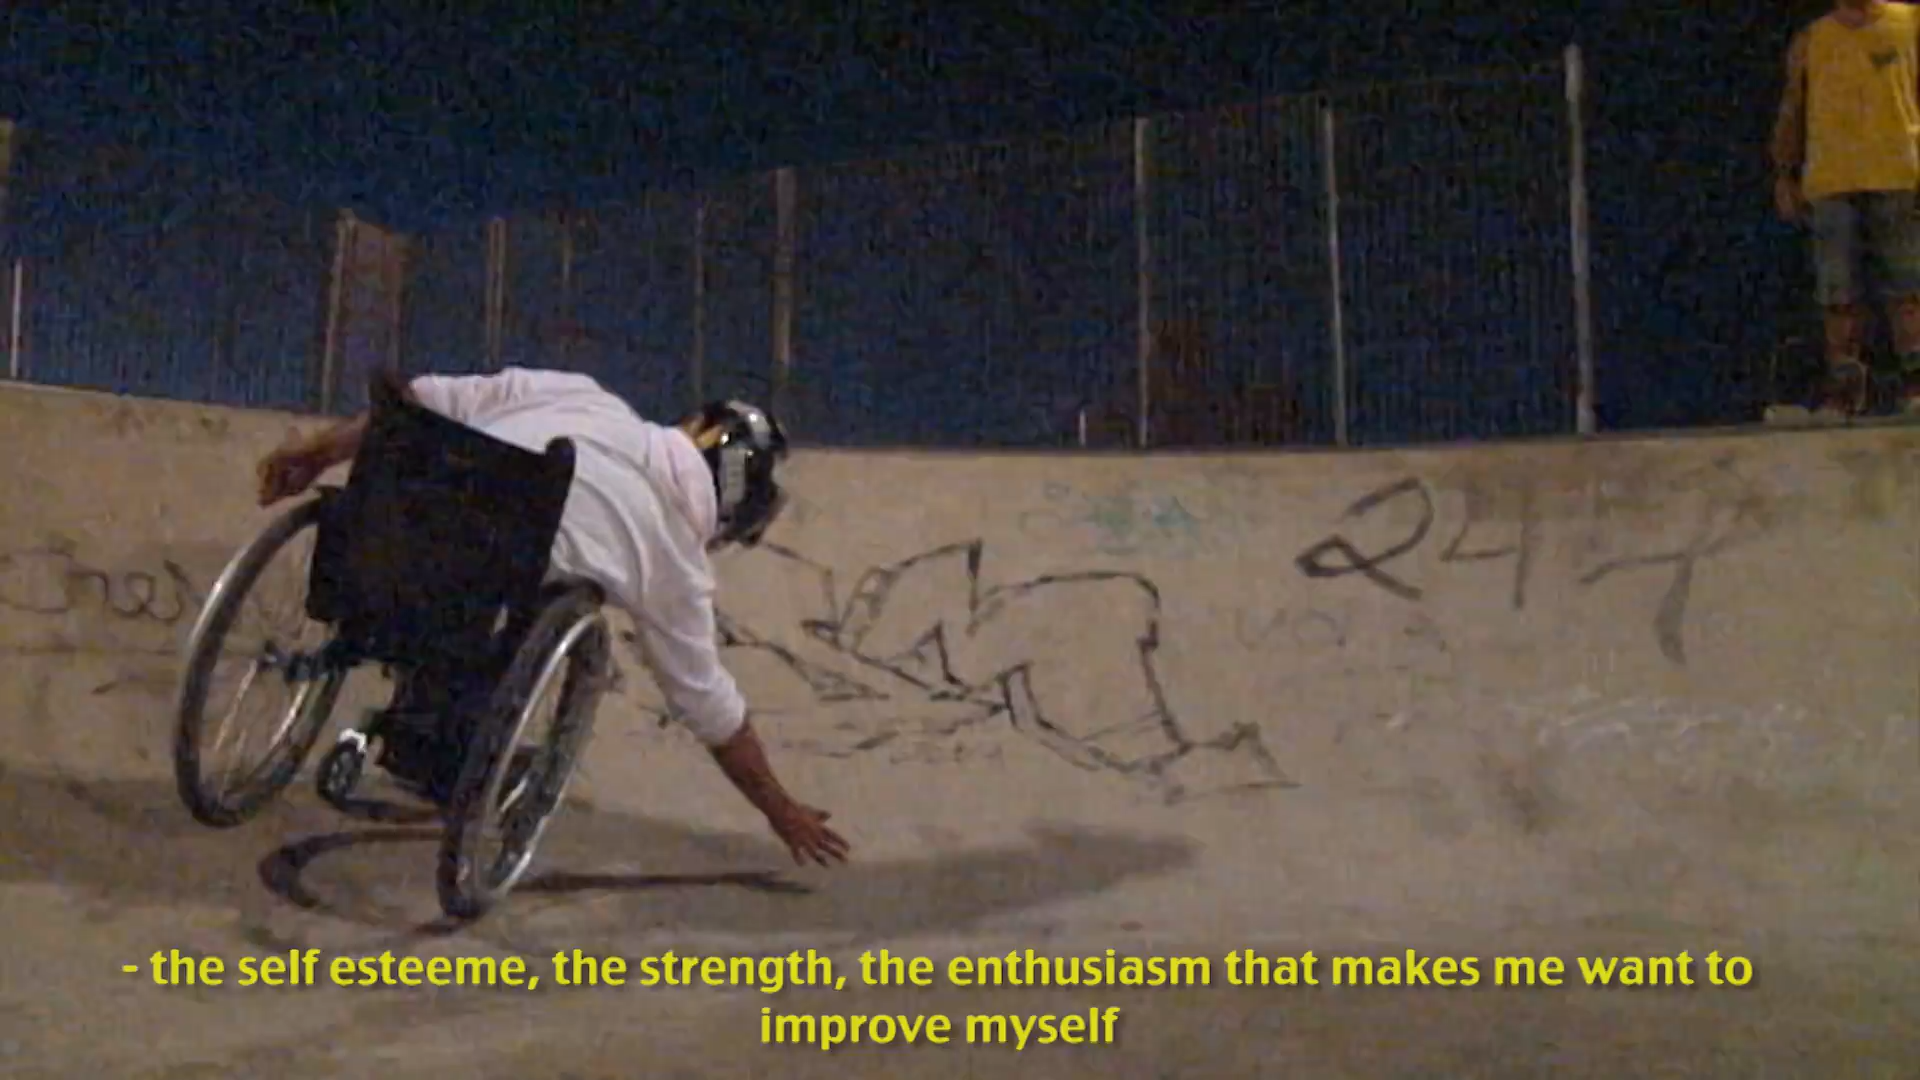 247
- the self esteeme, the strength, the enthusiasm that makes me want to
improve myself